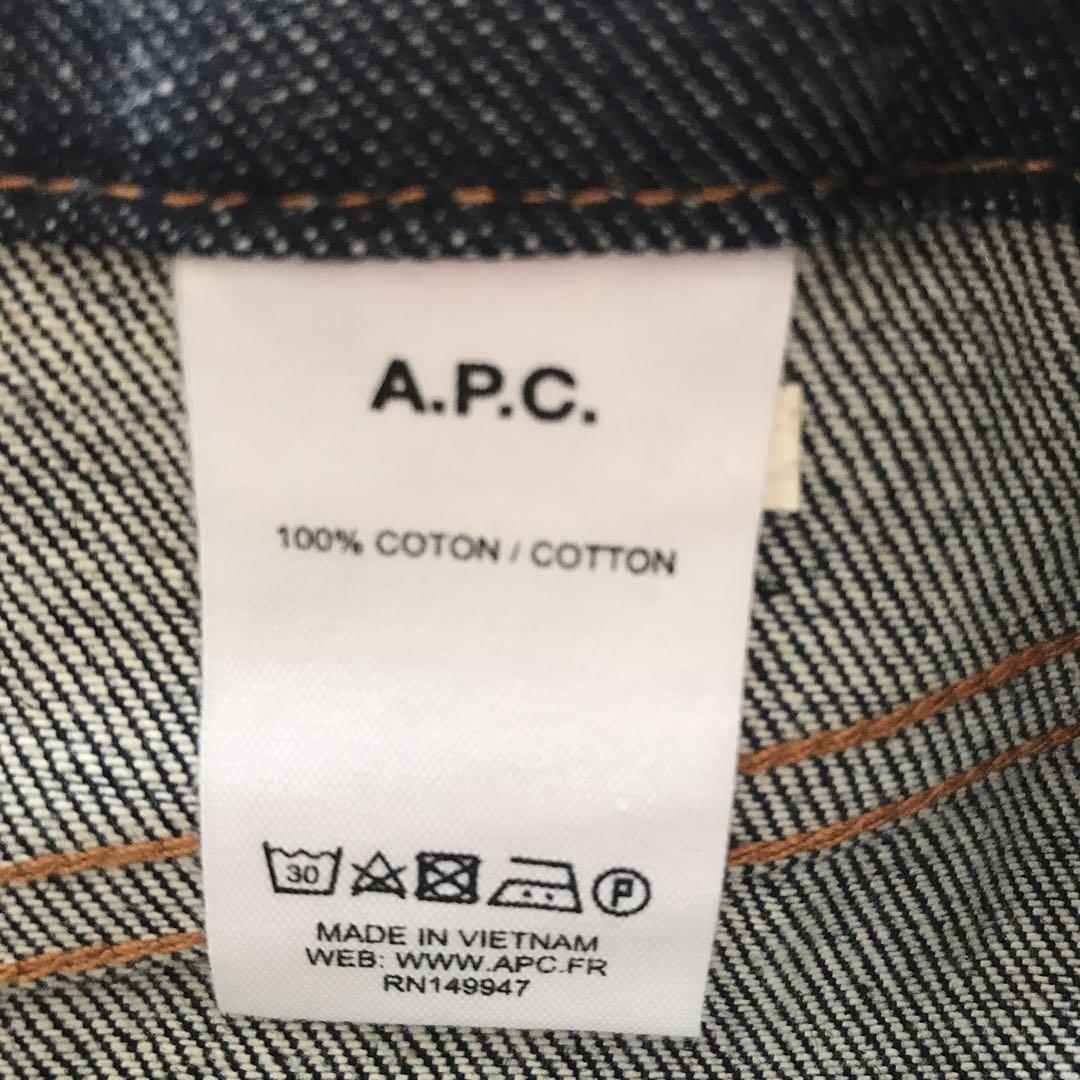 A.P.C.
100% COTON / COTTON
30 P
MADE IN VIETNAM
WEB: WWW.APC.FR
RN149947